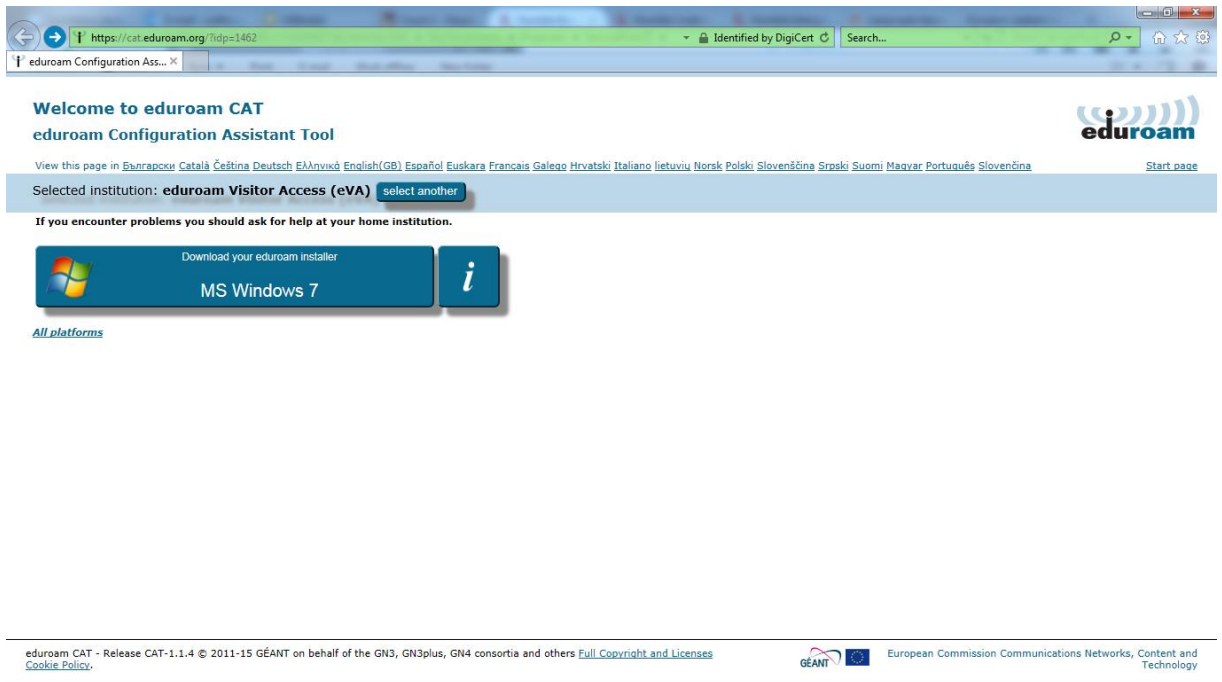 https://cat.eduroam.org/?idp=1462
Identified by DigiCert
Search...
eduroam Configuration Ass...
Welcome to eduroam CAT
eduroam Configuration Assistant Tool
eduroam
View this page in Български Català Čeština Deutsch Ελληνικά English(GB) Español Euskara Français Galego Hrvatski Italiano lietuvių Norsk Polski Slovenščina Srpski Suomi Magyar Português Slovenčina
Start page
Selected institution: eduroam Visitor Access (eVA) select another
If you encounter problems you should ask for help at your home institution.
Download your eduroam installer
MS Windows 7
i
All platforms
eduroam CAT - Release CAT-1.1.4 © 2011-15 GÉANT on behalf of the GN3, GN3plus, GN4 consortia and others Full Copyright and Licenses
Cookie Policy.
GÉANT
European Commission Communications Networks, Content and
Technology